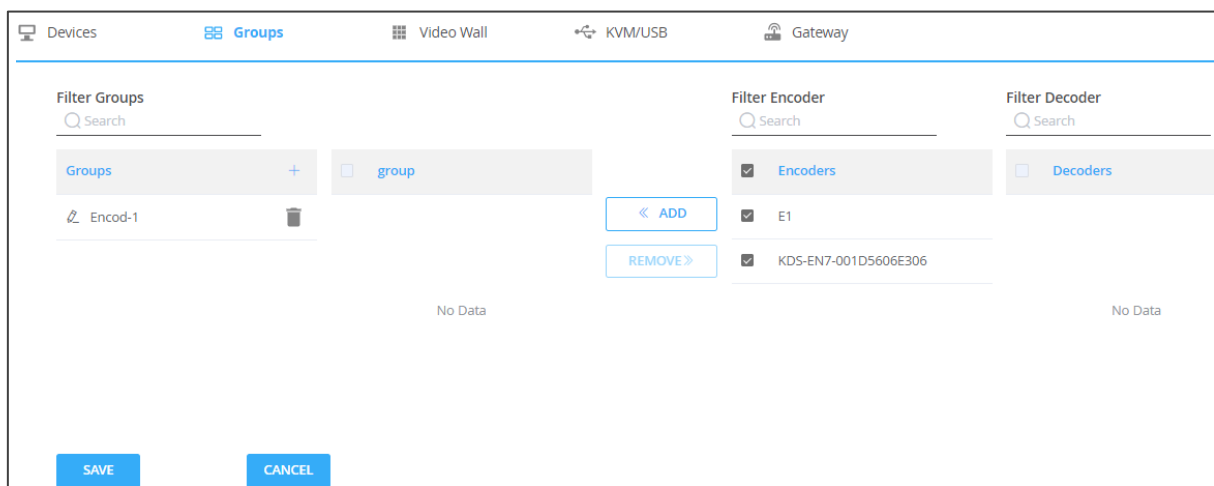 Devices Groups Video Wall KVM/USB Gateway
Filter Groups Filter Encoder Filter Decoder
Search Search Search
Groups + group Encoders Decoders
Encod-1 « ADD E1
REMOVE » KDS-EN7-001D5606E306
No Data No Data
SAVE CANCEL